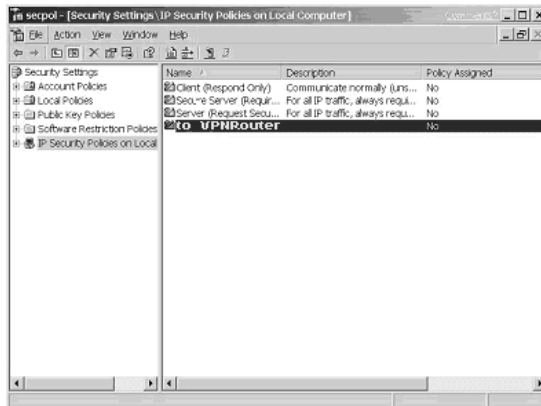 secpol - [Security Settings\IP Security Policies on Local Computer]
File Action View Window Help
Security Settings
Account Policies
Local Policies
Public Key Policies
Software Restriction Policies
IP Security Policies on Local
Name Description Policy Assigned
Client (Respond Only) Communicate normally (uns... No
Secure Server (Requir... For all IP traffic, always requi... No
Server (Request Secu... For all IP traffic, always requ... No
to VPNRouter No